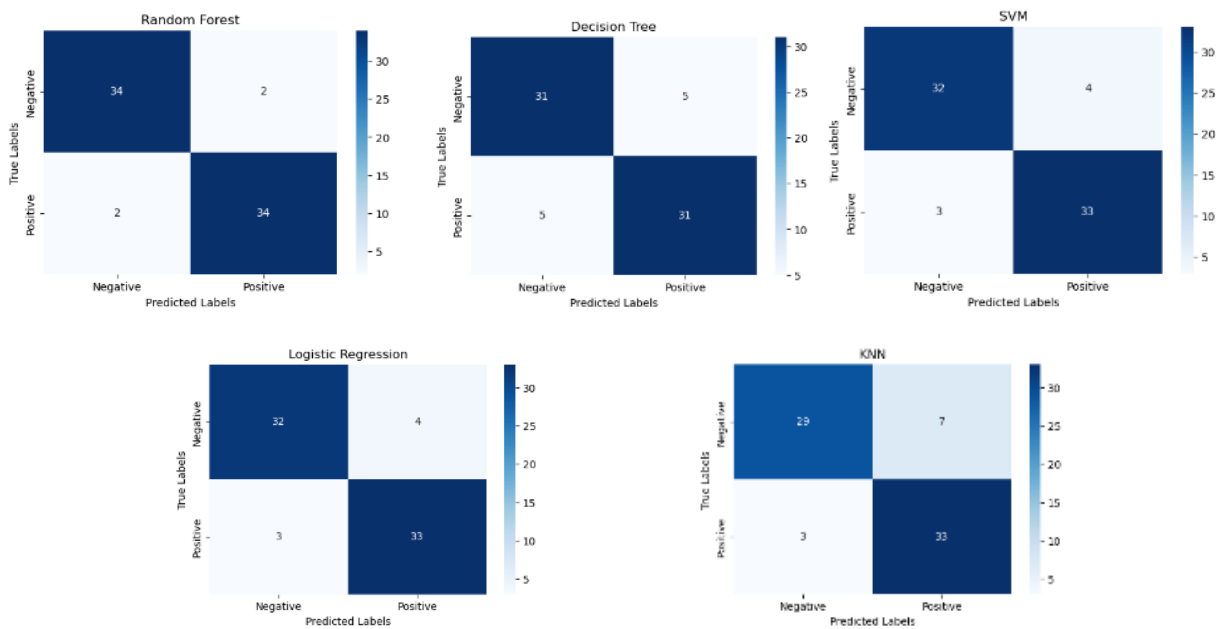 Random Forest
True Labels
Negative
Positive
34
2
2
34
Negative
Positive
Predicted Labels
30
25
20
15
10
5
Decision Tree
True Labels
Negative
Positive
31
5
5
31
Negative
Positive
Predicted Labels
30
25
20
15
10
5
SVM
True Labels
Negative
Positive
32
4
3
33
Negative
Positive
Predicted Labels
30
25
20
15
10
5
Logistic Regression
True Labels
Negative
Positive
32
4
3
33
Negative
Positive
Predicted Labels
30
25
20
15
10
5
KNN
True Labels
Negative
Positive
29
7
3
33
Negative
Positive
Predicted Labels
30
25
20
15
10
5